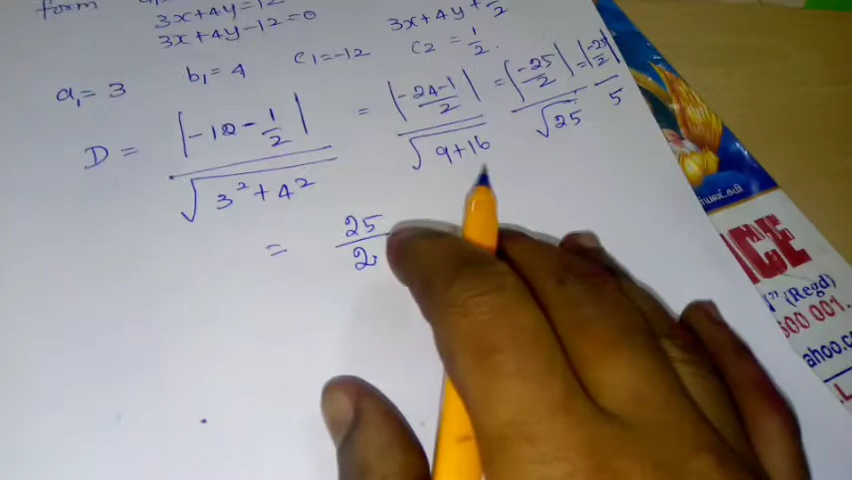 form
3x+4y=12
3x+4y-12=0
3x+4y+1/2
a₁=3 b₁=4 c₁=-12 c₂=1/2.
D = |-12-1/2| / √(3²+4²) = |-24-1/2| / √(9+16) = |-25/2| / √25 = |-25/2| / 5
= 25/2
ICE
(Regd)
600 001.
ahoo.c